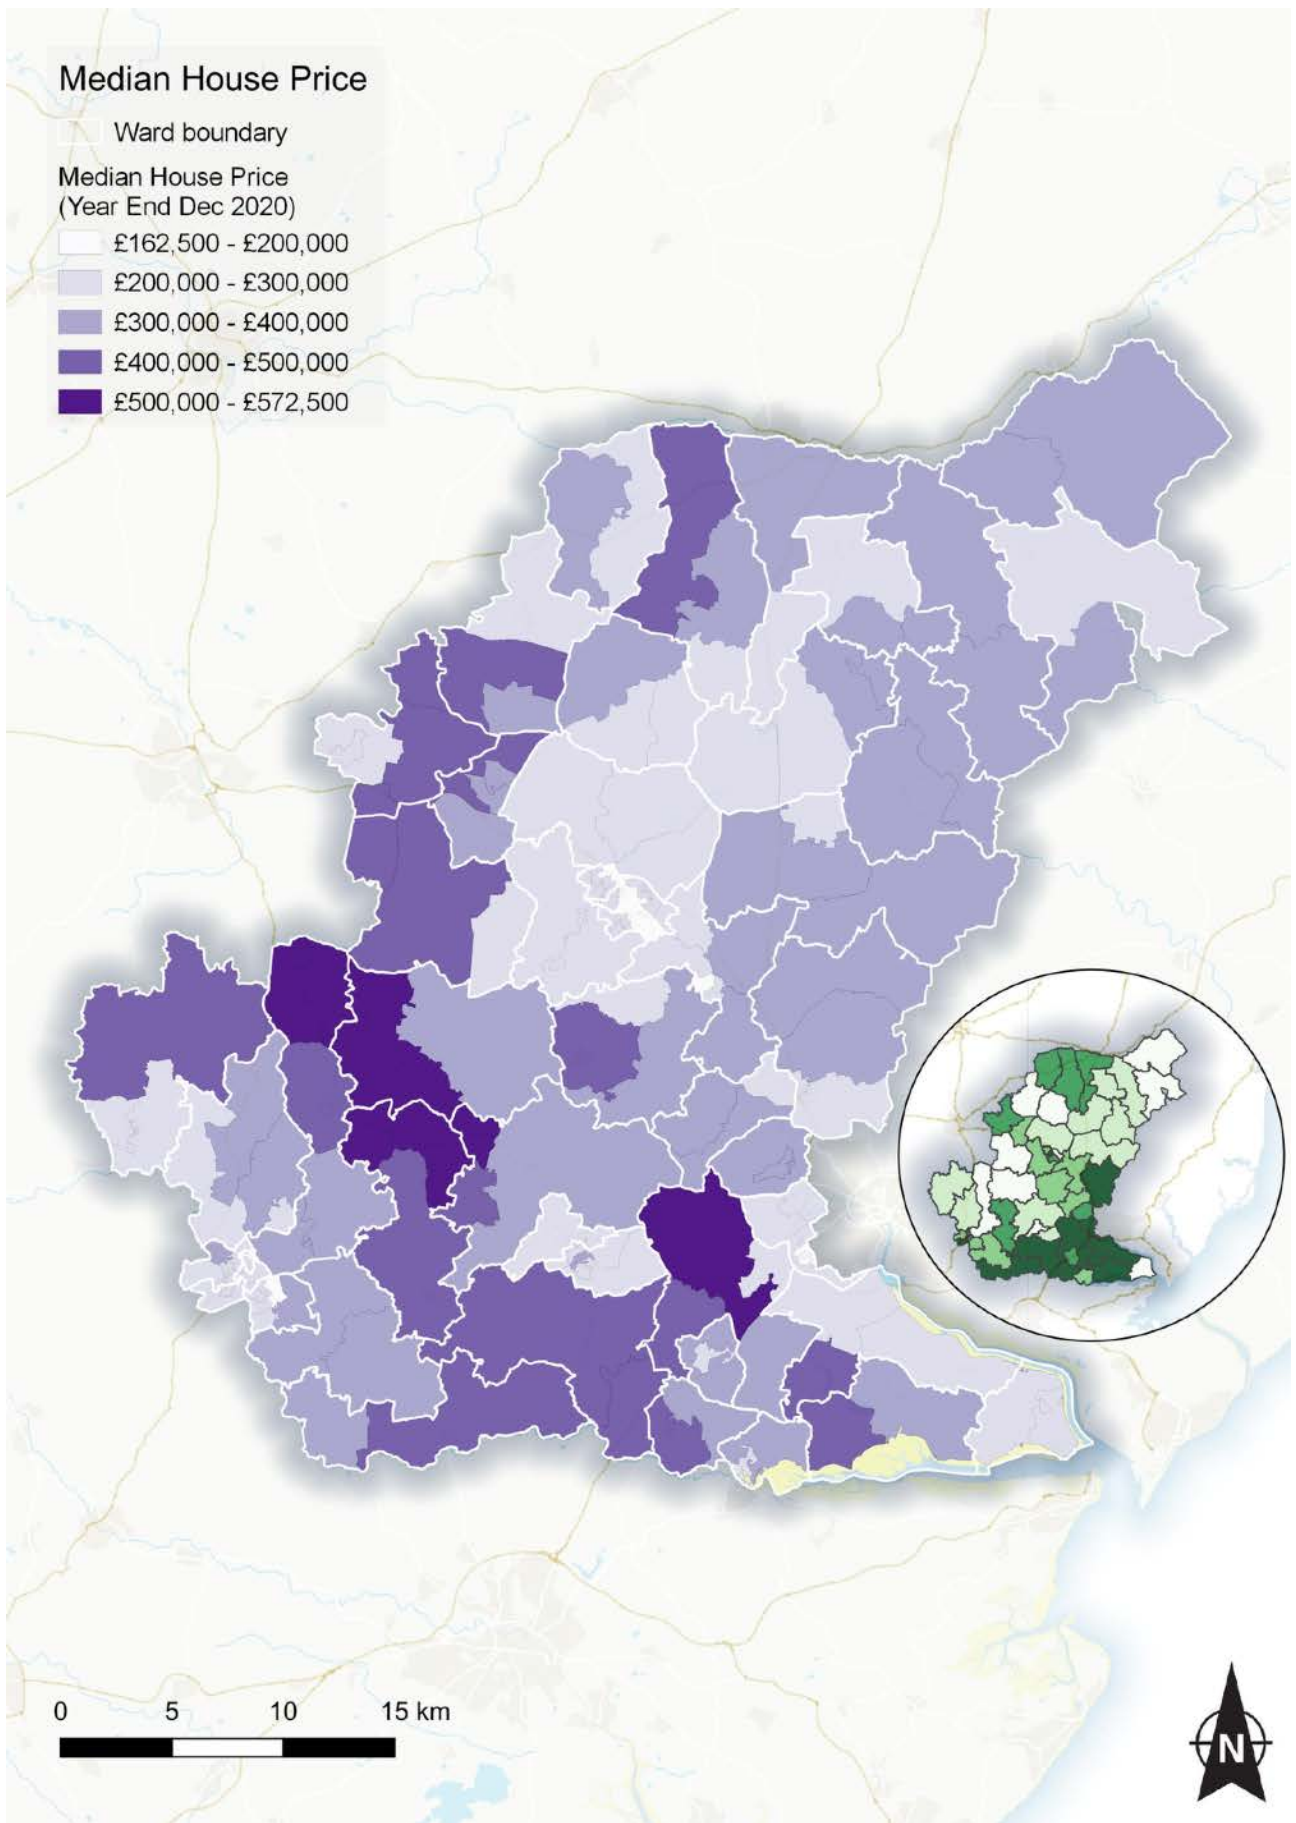 Median House Price
Ward boundary
Median House Price
(Year End Dec 2020)
£162,500 - £200,000
£200,000 - £300,000
£300,000 - £400,000
£400,000 - £500,000
£500,000 - £572,500
0 5 10 15 km
N